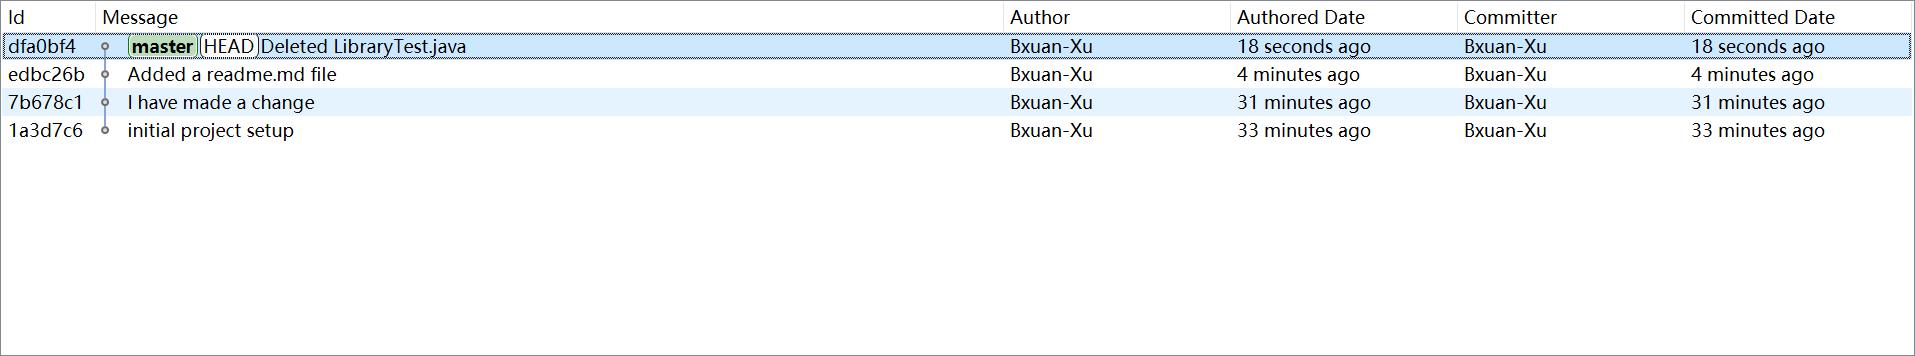 Id Message Author Authored Date Committer Committed Date
dfa0bf4 master HEAD Deleted LibraryTest.java Bxuan-Xu 18 seconds ago Bxuan-Xu 18 seconds ago
edbc26b Added a readme.md file Bxuan-Xu 4 minutes ago Bxuan-Xu 4 minutes ago
7b678c1 I have made a change Bxuan-Xu 31 minutes ago Bxuan-Xu 31 minutes ago
1a3d7c6 initial project setup Bxuan-Xu 33 minutes ago Bxuan-Xu 33 minutes ago